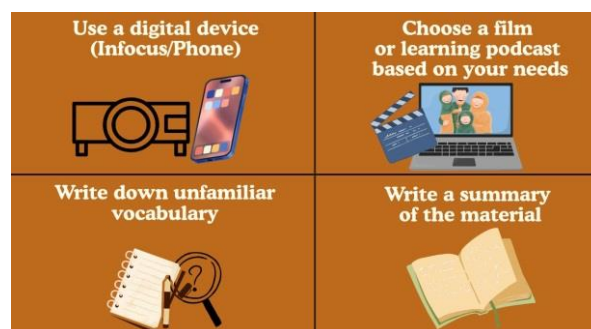 Use a digital device
(Infocus/Phone)
Choose a film
or learning podcast
based on your needs
Write down unfamiliar
vocabulary
?
Write a summary
of the material